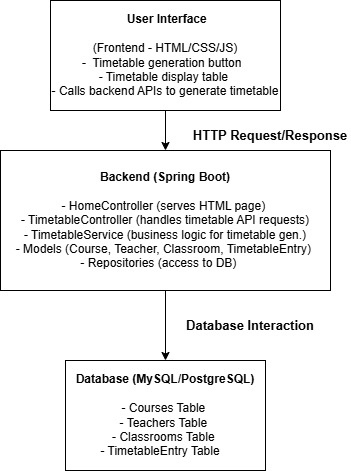 User Interface
(Frontend - HTML/CSS/JS)
- Timetable generation button
- Timetable display table
- Calls backend APIs to generate timetable
HTTP Request/Response
Backend (Spring Boot)
- HomeController (serves HTML page)
- TimetableController (handles timetable API requests)
- TimetableService (business logic for timetable gen.)
- Models (Course, Teacher, Classroom, TimetableEntry)
- Repositories (access to DB)
Database Interaction
Database (MySQL/PostgreSQL)
- Courses Table
- Teachers Table
- Classrooms Table
- TimetableEntry Table